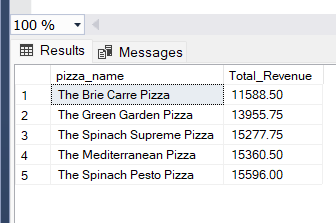 100 %
Results Messages
pizza_name Total_Revenue
1 The Brie Carre Pizza 11588.50
2 The Green Garden Pizza 13955.75
3 The Spinach Supreme Pizza 15277.75
4 The Mediterranean Pizza 15360.50
5 The Spinach Pesto Pizza 15596.00